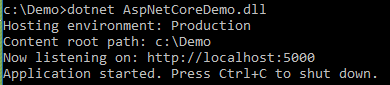 c:\Demo>dotnet AspNetCoreDemo.dll
Hosting environment: Production
Content root path: c:\Demo
Now listening on: http://localhost:5000
Application started. Press Ctrl+C to shut down.